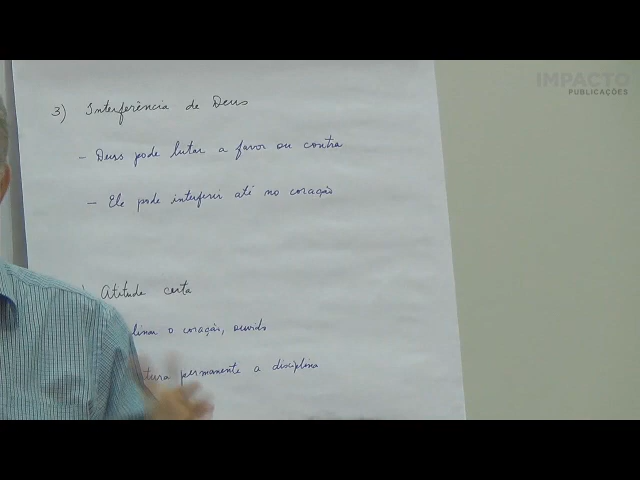 IMPACTO
PUBLICAÇÕES
3) Interferência de Deus
- Deus pode lutar a favor ou contra
- Ele pode interferir até no coração
) Atitude certa
linar o coração, ouvido
tura permanente a disciplina